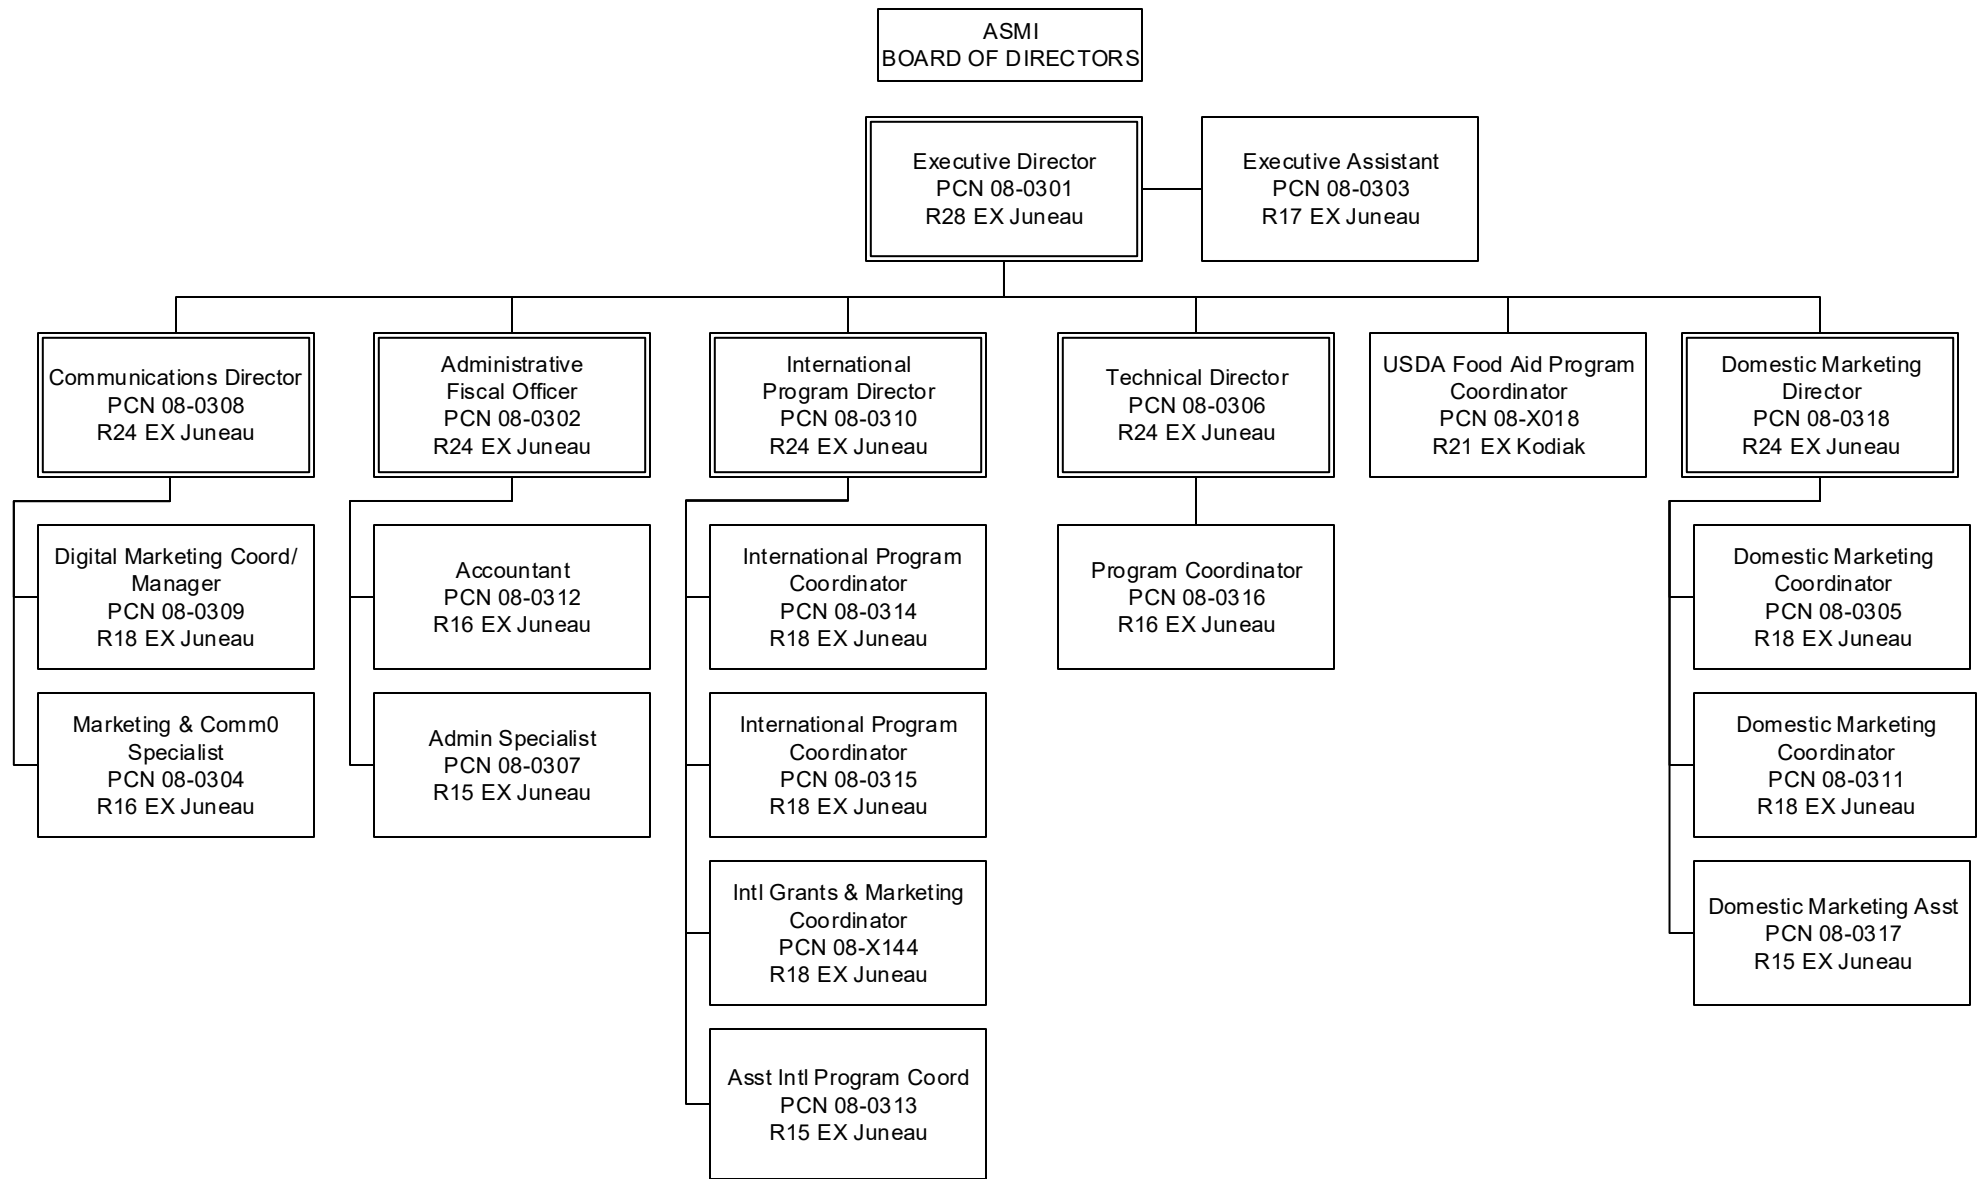 ASMI
BOARD OF DIRECTORS
Executive Director
PCN 08-0301
R28 EX Juneau
Executive Assistant
PCN 08-0303
R17 EX Juneau
Communications Director
PCN 08-0308
R24 EX Juneau
Administrative
Fiscal Officer
PCN 08-0302
R24 EX Juneau
International
Program Director
PCN 08-0310
R24 EX Juneau
Technical Director
PCN 08-0306
R24 EX Juneau
USDA Food Aid Program
Coordinator
PCN 08-X018
R21 EX Kodiak
Domestic Marketing
Director
PCN 08-0318
R24 EX Juneau
Digital Marketing Coord/
Manager
PCN 08-0309
R18 EX Juneau
Accountant
PCN 08-0312
R16 EX Juneau
International Program
Coordinator
PCN 08-0314
R18 EX Juneau
Program Coordinator
PCN 08-0316
R16 EX Juneau
Domestic Marketing
Coordinator
PCN 08-0305
R18 EX Juneau
Marketing & Comm0
Specialist
PCN 08-0304
R16 EX Juneau
Admin Specialist
PCN 08-0307
R15 EX Juneau
International Program
Coordinator
PCN 08-0315
R18 EX Juneau
Domestic Marketing
Coordinator
PCN 08-0311
R18 EX Juneau
Intl Grants & Marketing
Coordinator
PCN 08-X144
R18 EX Juneau
Domestic Marketing Asst
PCN 08-0317
R15 EX Juneau
Asst Intl Program Coord
PCN 08-0313
R15 EX Juneau